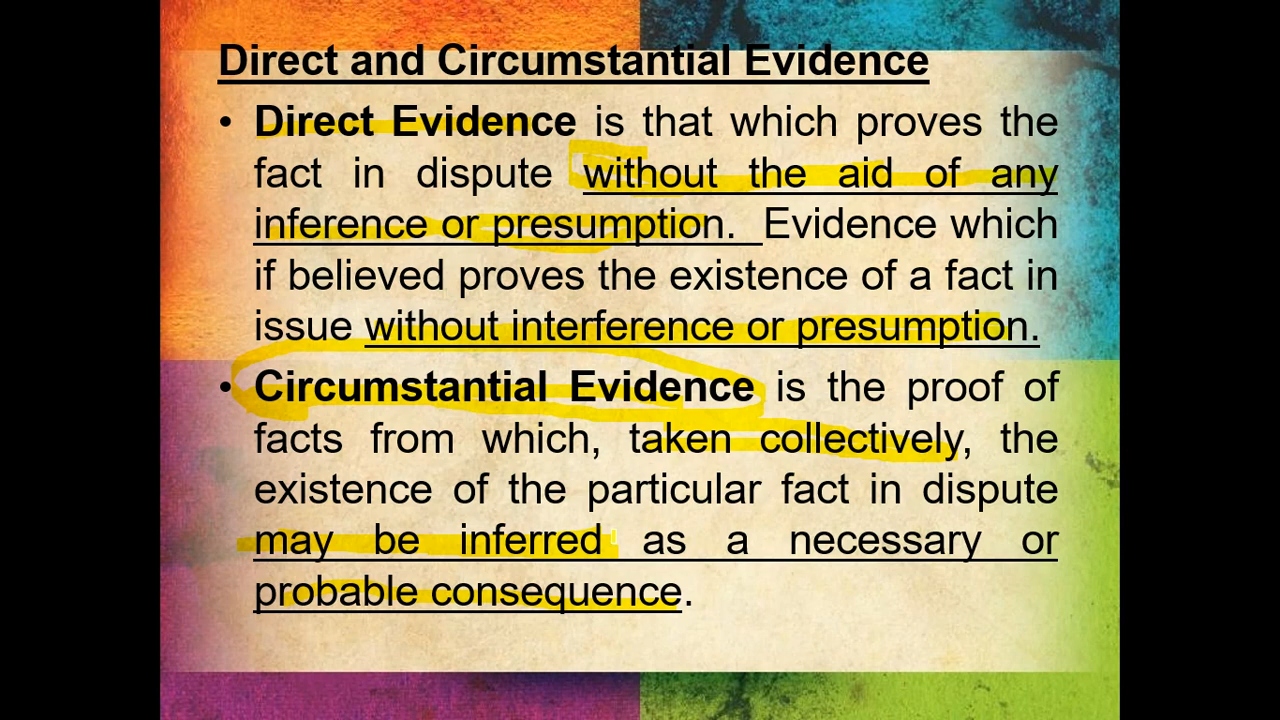 Direct and Circumstantial Evidence
• Direct Evidence is that which proves the
fact in dispute without the aid of any
inference or presumption. Evidence which
if believed proves the existence of a fact in
issue without interference or presumption.
• Circumstantial Evidence is the proof of
facts from which, taken collectively, the
existence of the particular fact in dispute
may be inferred as a necessary or
probable consequence.